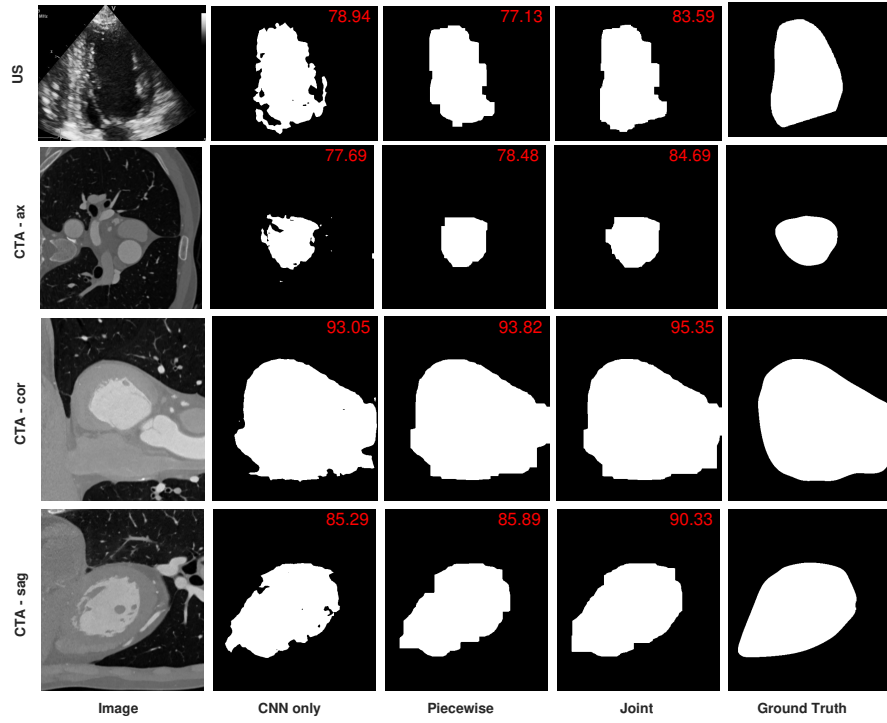 US
78.94
77.13
83.59
V
CTA - ax
77.69
78.48
84.69
CTA - cor
93.05
93.82
95.35
CTA - sag
85.29
85.89
90.33
Image
CNN only
Piecewise
Joint
Ground Truth